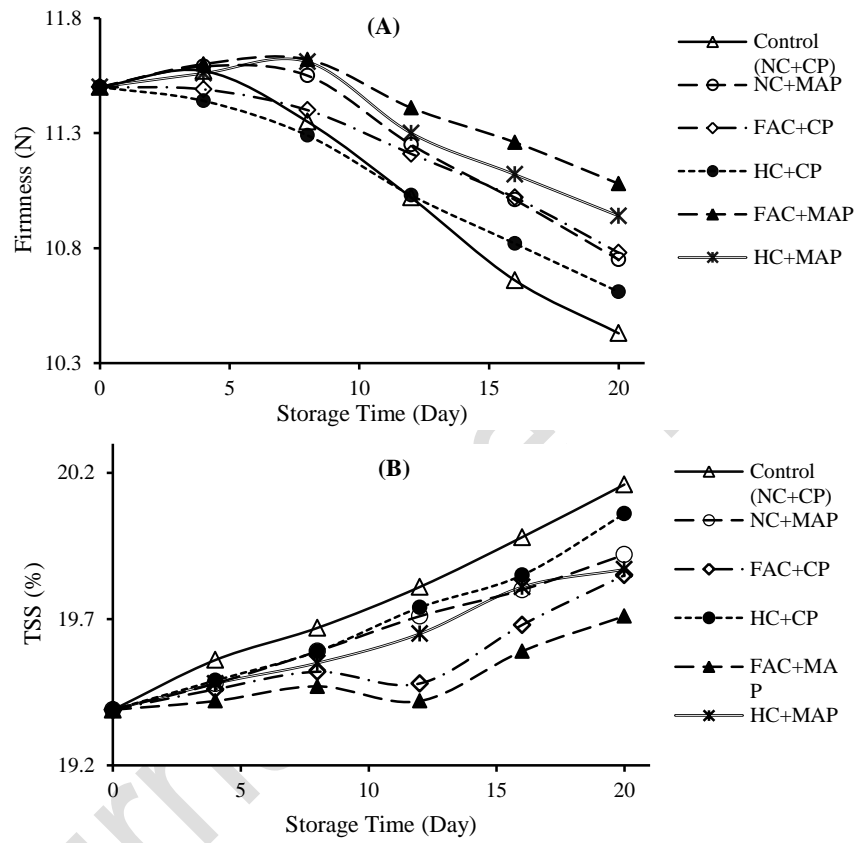 (A)
11.8
11.3
10.8
10.3
Firmness (N)
0
5
10
15
20
Storage Time (Day)
Control
(NC+CP)
NC+MAP
FAC+CP
HC+CP
FAC+MAP
HC+MAP
(B)
20.2
19.7
19.2
TSS (%)
0
5
10
15
20
Storage Time (Day)
Control
(NC+CP)
NC+MAP
FAC+CP
HC+CP
FAC+MA
P
HC+MAP